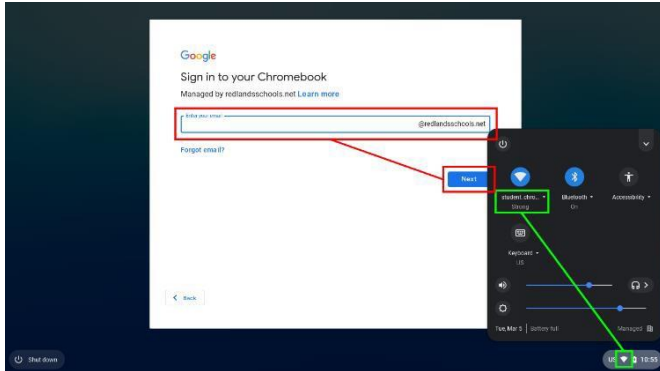 Google
Sign in to your Chromebook
Managed by redlandsschools.net Learn more
Enter your email
@redlandsschools.net
Forgot email?
Next
student.chro...
Strong
Bluetooth
On
Accessibility
Keyboard
US
Tue, Mar 5 | Battery full
Managed
Back
Shut down
US
10:55